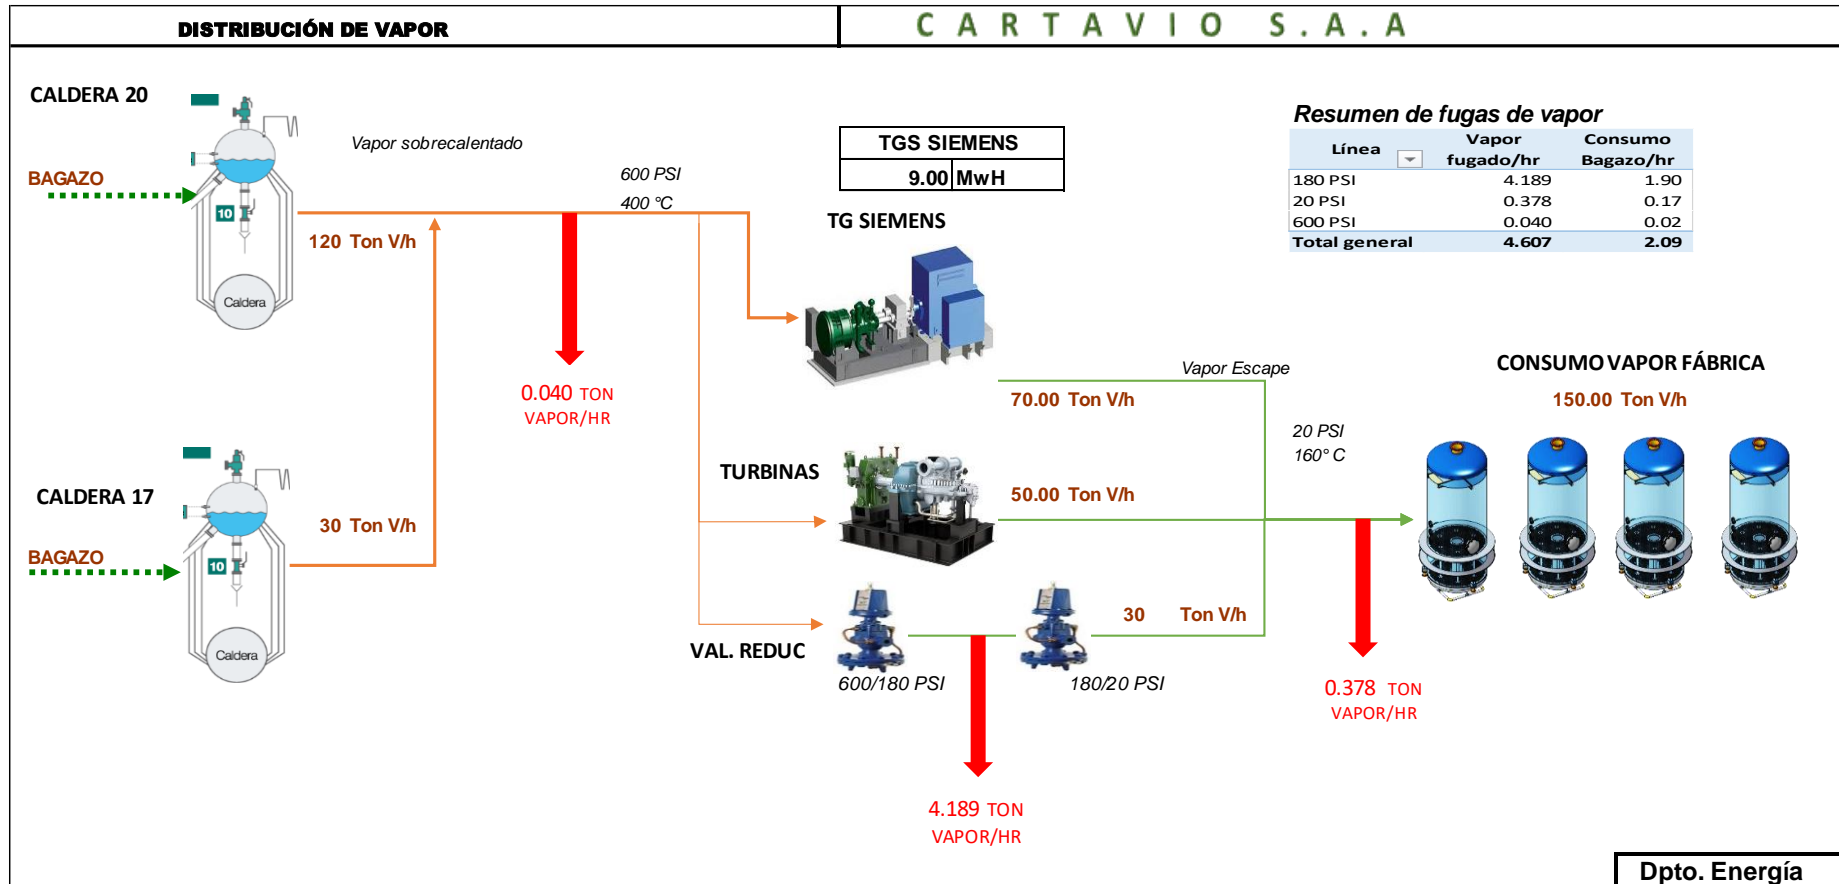 DISTRIBUCIÓN DE VAPOR
CARTAVIO S.A.A
CALDERA 20
Vapor sobrecalentado
600 PSI
400 °C
BAGAZO
10
120 Ton V/h
Caldera
TGS SIEMENS
9.00 MwH
TG SIEMENS
Resumen de fugas de vapor
Línea Vapor fugado/hr Consumo Bagazo/hr
180 PSI 4.189 1.90
20 PSI 0.378 0.17
600 PSI 0.040 0.02
Total general 4.607 2.09
0.040 TON
VAPOR/HR
Vapor Escape
70.00 Ton V/h
CONSUMO VAPOR FÁBRICA
150.00 Ton V/h
20 PSI
160° C
CALDERA 17
30 Ton V/h
BAGAZO
10
Caldera
TURBINAS
50.00 Ton V/h
VAL. REDUC
30 Ton V/h
600/180 PSI
180/20 PSI
0.378 TON
VAPOR/HR
4.189 TON
VAPOR/HR
Dpto. Energía